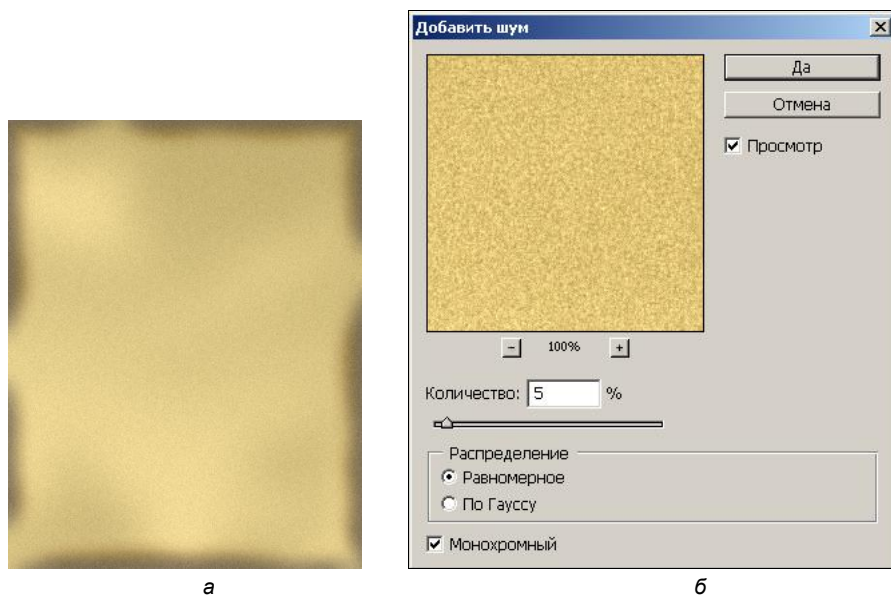 Добавить шум
Да
Отмена
Просмотр
100%
Количество: 5 %
Распределение
Равномерное
По Гауссу
Монохромный
а б